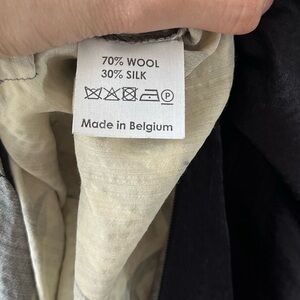 70% WOOL
30% SILK
P
Made in Belgium